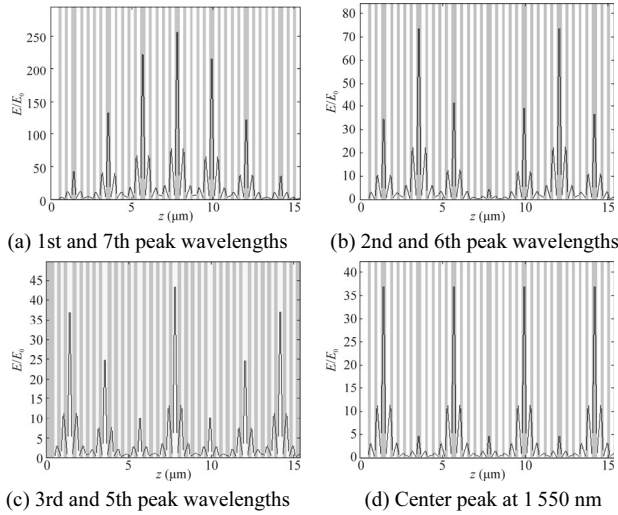 250
200
150
100
50
0
E/E₀
0 5 10 15
z (μm)
(a) 1st and 7th peak wavelengths
80
70
60
50
40
30
20
10
0
E/E₀
0 5 10 15
z (μm)
(b) 2nd and 6th peak wavelengths
45
40
35
30
25
20
15
10
5
0
E/E₀
0 5 10 15
z (μm)
(c) 3rd and 5th peak wavelengths
40
35
30
25
20
15
10
5
0
E/E₀
0 5 10 15
z (μm)
(d) Center peak at 1 550 nm